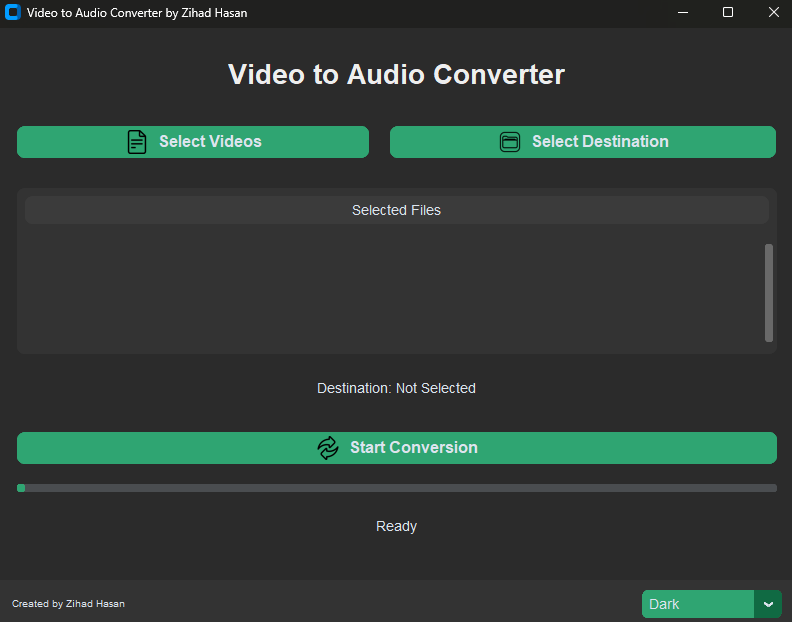 Video to Audio Converter by Zihad Hasan
Video to Audio Converter
Select Videos
Select Destination
Selected Files
Destination: Not Selected
Start Conversion
Ready
Created by Zihad Hasan
Dark